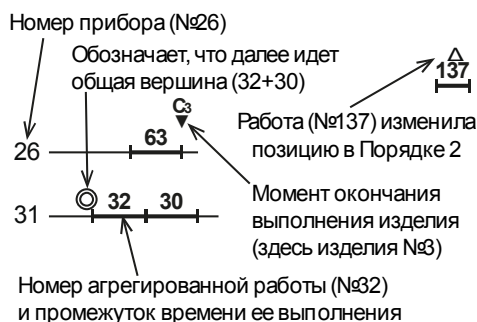 Номер прибора (№26)
Обозначает, что далее идет
общая вершина (32+30)
137
C3
63
26
Работа (№137) изменила
позицию в Порядке 2
32 30
31
Момент окончания
выполнения изделия
(здесь изделия №3)
Номер агрегированной работы (№32)
и промежуток времени ее выполнения